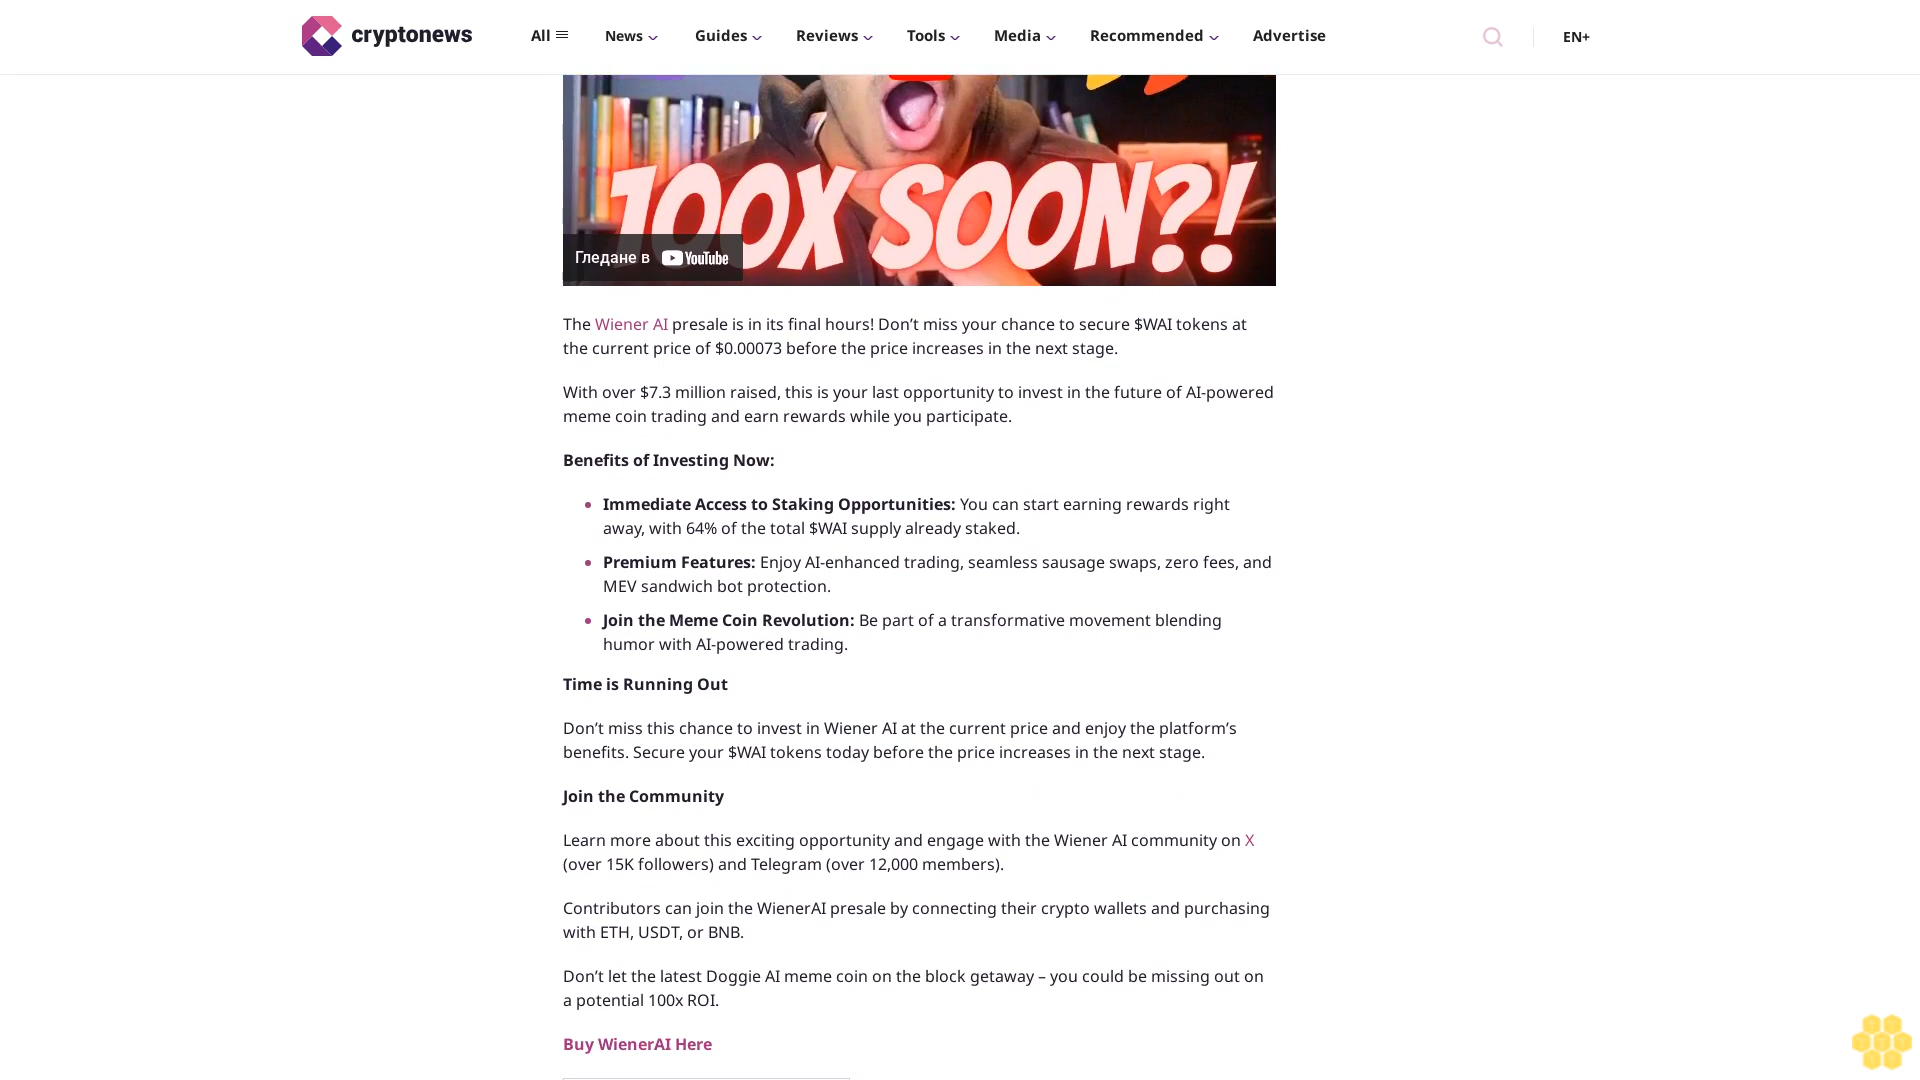 cryptonews
All
News
Guides
Reviews
Tools
Media
Recommended
Advertise
EN+
100X SOON?!
Гледане в YouTube
The Wiener AI presale is in its final hours! Don’t miss your chance to secure $WAI tokens at
the current price of $0.00073 before the price increases in the next stage.
With over $7.3 million raised, this is your last opportunity to invest in the future of AI-powered
meme coin trading and earn rewards while you participate.
Benefits of Investing Now:
Immediate Access to Staking Opportunities: You can start earning rewards right
away, with 64% of the total $WAI supply already staked.
Premium Features: Enjoy AI-enhanced trading, seamless sausage swaps, zero fees, and
MEV sandwich bot protection.
Join the Meme Coin Revolution: Be part of a transformative movement blending
humor with AI-powered trading.
Time is Running Out
Don’t miss this chance to invest in Wiener AI at the current price and enjoy the platform’s
benefits. Secure your $WAI tokens today before the price increases in the next stage.
Join the Community
Learn more about this exciting opportunity and engage with the Wiener AI community on X
(over 15K followers) and Telegram (over 12,000 members).
Contributors can join the WienerAI presale by connecting their crypto wallets and purchasing
with ETH, USDT, or BNB.
Don’t let the latest Doggie AI meme coin on the block getaway – you could be missing out on
a potential 100x ROI.
Buy WienerAI Here